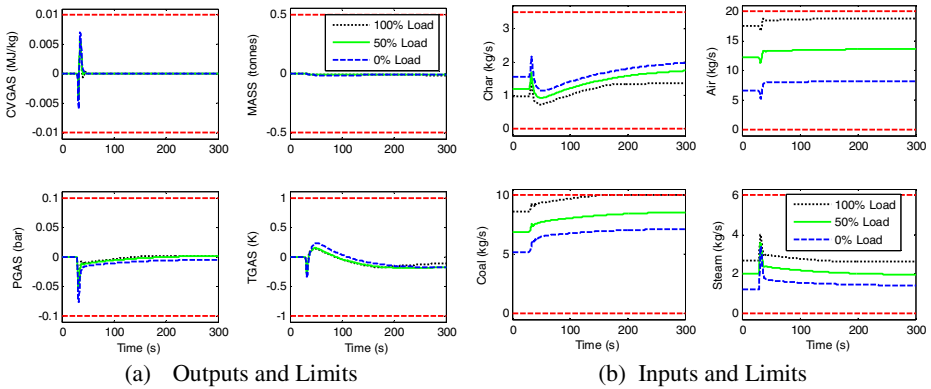 CVGAS (MJ/kg)
0.01
0.005
0
-0.005
-0.01
0 100 200 300
MASS (tonnes)
0.5
0
-0.5
0 100 200 300
100% Load
50% Load
0% Load
PGAS (bar)
0.1
0.05
0
-0.05
-0.1
0 100 200 300
Time (s)
TGAS (K)
1
0.5
0
-0.5
-1
0 100 200 300
Time (s)
(a) Outputs and Limits
Char (kg/s)
3
2
1
0
0 100 200 300
Air (kg/s)
20
15
10
5
0
0 100 200 300
Coal (kg/s)
10
5
0
0 100 200 300
Time (s)
Steam (kg/s)
6
4
2
0
0 100 200 300
Time (s)
100% Load
50% Load
0% Load
(b) Inputs and Limits